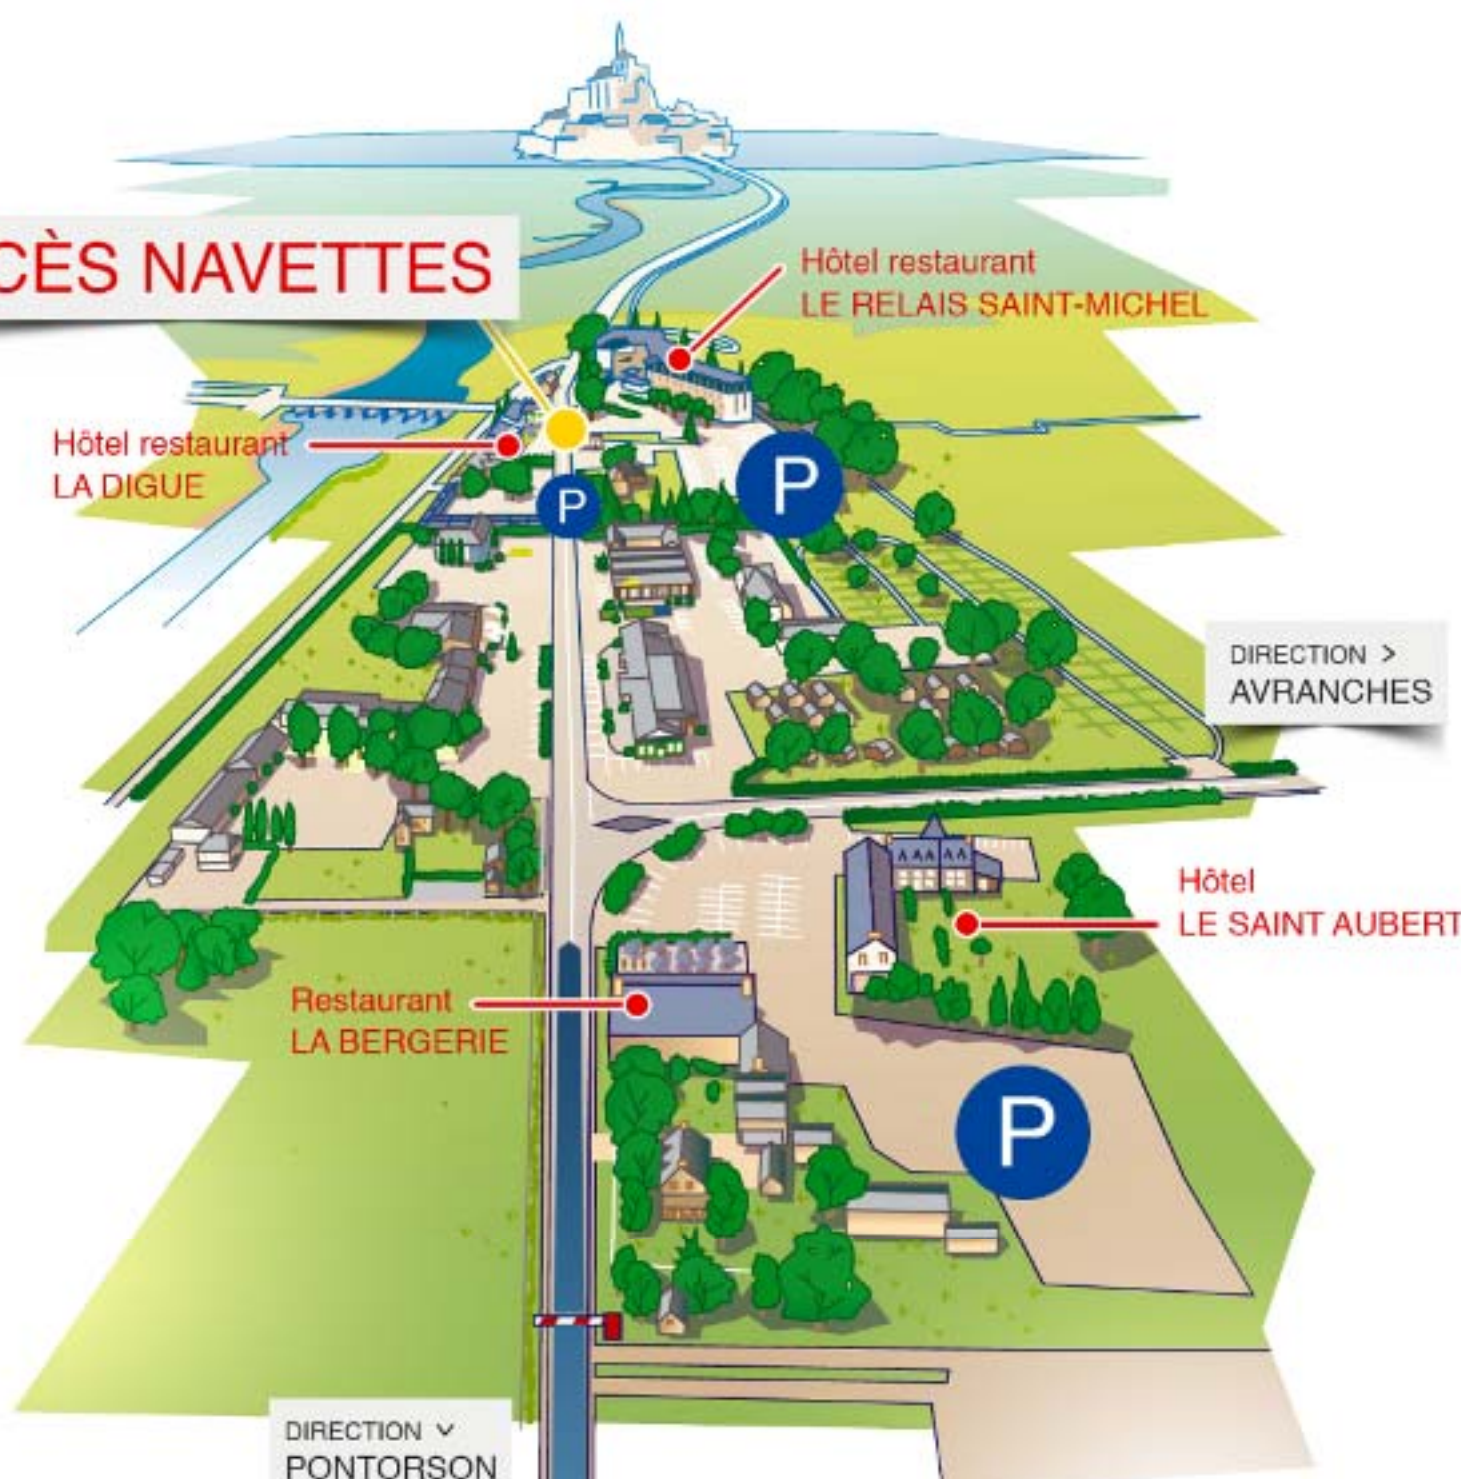 CÈS NAVETTES
Hôtel restaurant
LE RELAIS SAINT-MICHEL
Hôtel restaurant
LA DIGUE
P
P
DIRECTION >
AVRANCHES
Hôtel
LE SAINT AUBERT
Restaurant
LA BERGERIE
P
DIRECTION ˅
PONTORSON